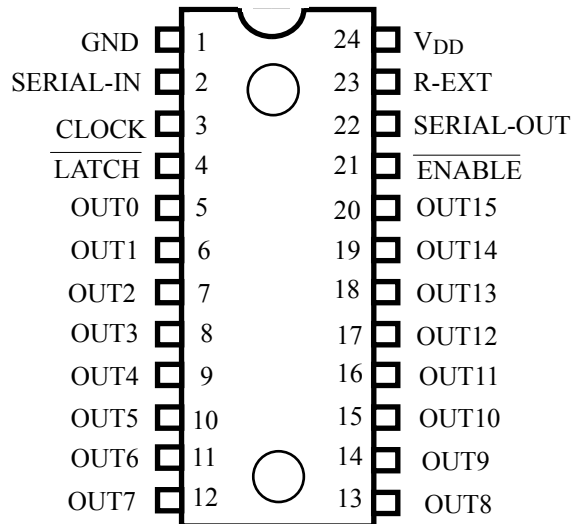 GND 1 24 VDD
SERIAL-IN 2 23 R-EXT
CLOCK 3 22 SERIAL-OUT
LATCH 4 21 ENABLE
OUT0 5 20 OUT15
OUT1 6 19 OUT14
OUT2 7 18 OUT13
OUT3 8 17 OUT12
OUT4 9 16 OUT11
OUT5 10 15 OUT10
OUT6 11 14 OUT9
OUT7 12 13 OUT8